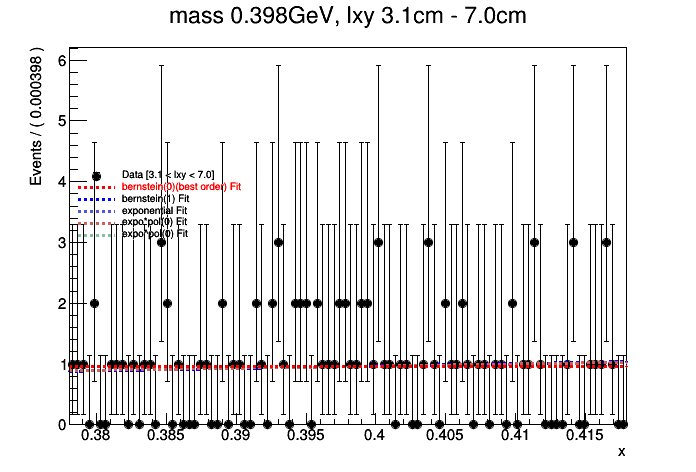 mass 0.398GeV, lxy 3.1cm - 7.0cm
Events / ( 0.000398 )
6
5
4
3
2
1
0
Data [3.1 < lxy < 7.0]
bernstein(0)(best order) Fit
bernstein(1) Fit
exponential Fit
expo*pol(0) Fit
expo*pol(0) Fit
0.38 0.385 0.39 0.395 0.4 0.405 0.41 0.415
x